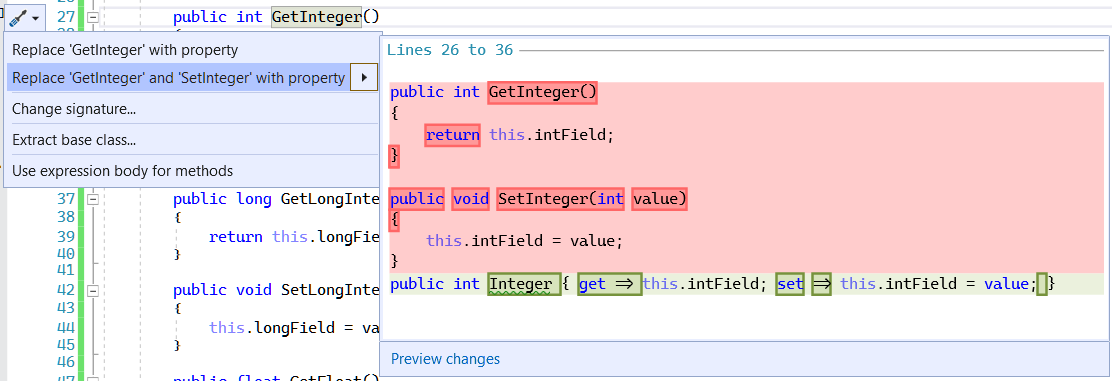 27 public int GetInteger()
Replace 'GetInteger' with property
Replace 'GetInteger' and 'SetInteger' with property
Change signature...
Extract base class...
Use expression body for methods
Lines 26 to 36
public int GetInteger()
{
return this.intField;
}
public void SetInteger(int value)
{
this.intField = value;
}
public int Integer { get => this.intField; set => this.intField = value; }
Preview changes
37 public long GetLongInte
38 {
39 return this.longFie
40 }
41
42 public void SetLongInte
43 {
44 this.longField = va
45 }
46
47 public float GetFloat()